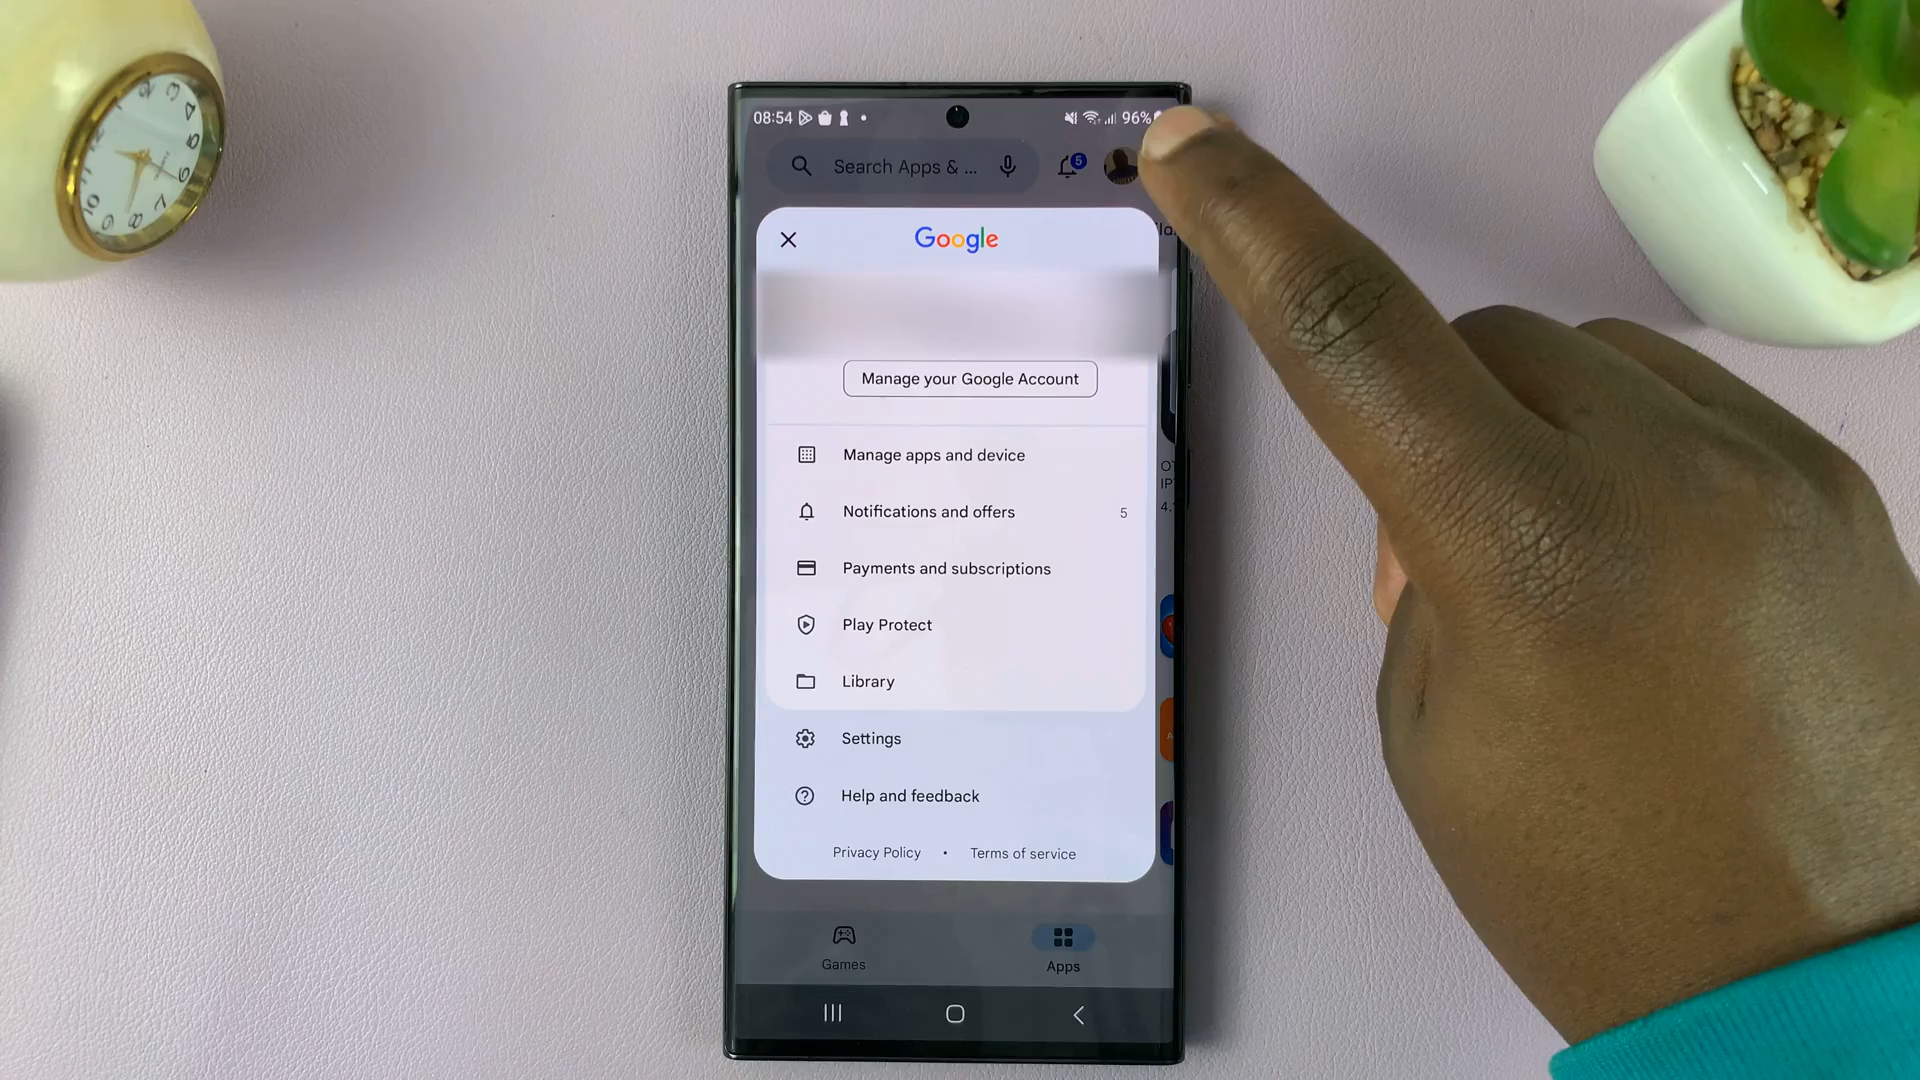 08:54 96%
Search Apps & ...
5
Google
Manage your Google Account
Manage apps and device
Notifications and offers 5
Payments and subscriptions
Play Protect
Library
Settings
Help and feedback
Privacy Policy • Terms of service
Games
Apps